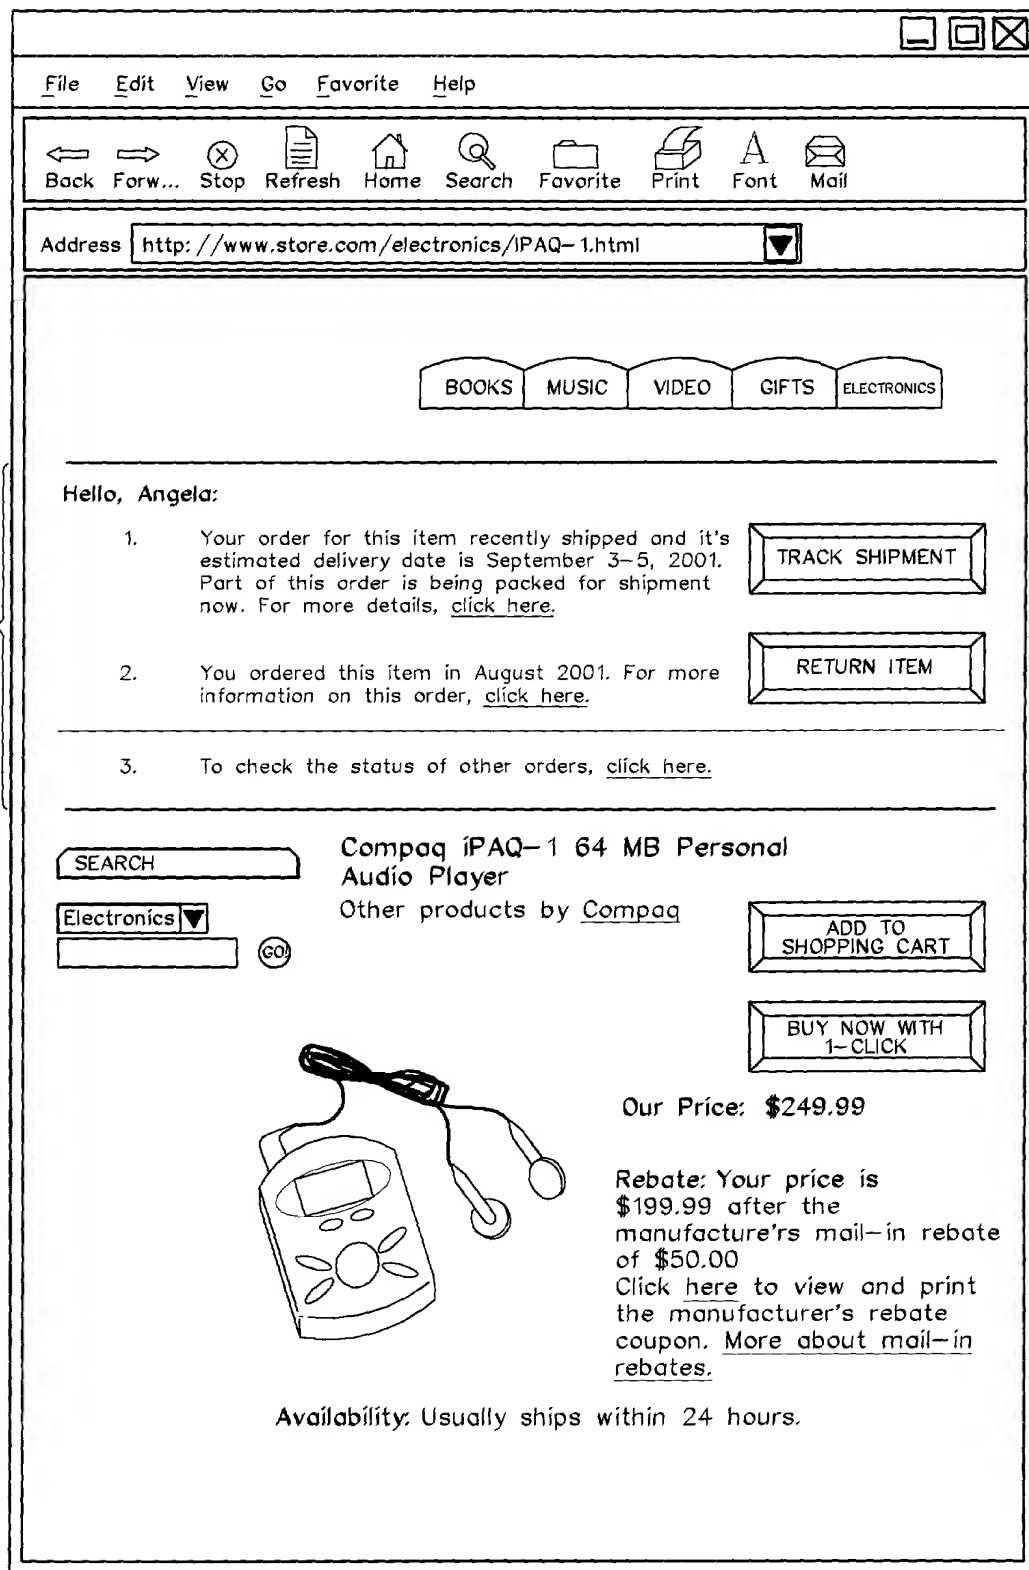 File Edit View Go Favorite Help
Back Forw... Stop Refresh Home Search Favorite Print A Font Mail
Address http://www.store.com/electronics/IPAQ-1.html
BOOKS MUSIC VIDEO GIFTS ELECTRONICS
Hello, Angela:
1. Your order for this item recently shipped and it's
estimated delivery date is September 3-5, 2001.
Part of this order is being packed for shipment
now. For more details, click here.
TRACK SHIPMENT
2. You ordered this item in August 2001. For more
information on this order, click here.
RETURN ITEM
3. To check the status of other orders, click here.
SEARCH
Electronics
GO!
Compaq iPAQ-1 64 MB Personal
Audio Player
Other products by Compaq
ADD TO
SHOPPING CART
BUY NOW WITH
1-CLICK
Our Price: $249.99
Rebate: Your price is
$199.99 after the
manufacture'rs mail-in rebate
of $50.00
Click here to view and print
the manufacturer's rebate
coupon. More about mail-in
rebates.
Availability: Usually ships within 24 hours.